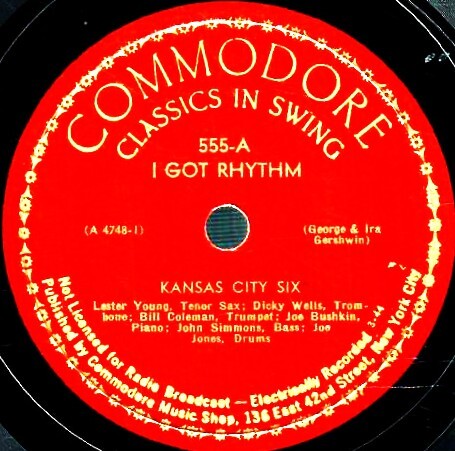 COMMODORE
CLASSICS IN SWING
555-A
I GOT RHYTHM
(A 4748-1)
(George & Ira
Gershwin)
KANSAS CITY SIX
Lester Young, Tenor Sax; Dicky Wells, Trom-
bone; Bill Coleman, Trumpet; Joe Bushkin,
Piano; John Simmons, Bass; Joe
Jones, Drums
Not Licensed for Radio Broadcast — Electrically Recorded. 3-44
Published by Commodore Music Shop, 136 East 42nd Street, New York City